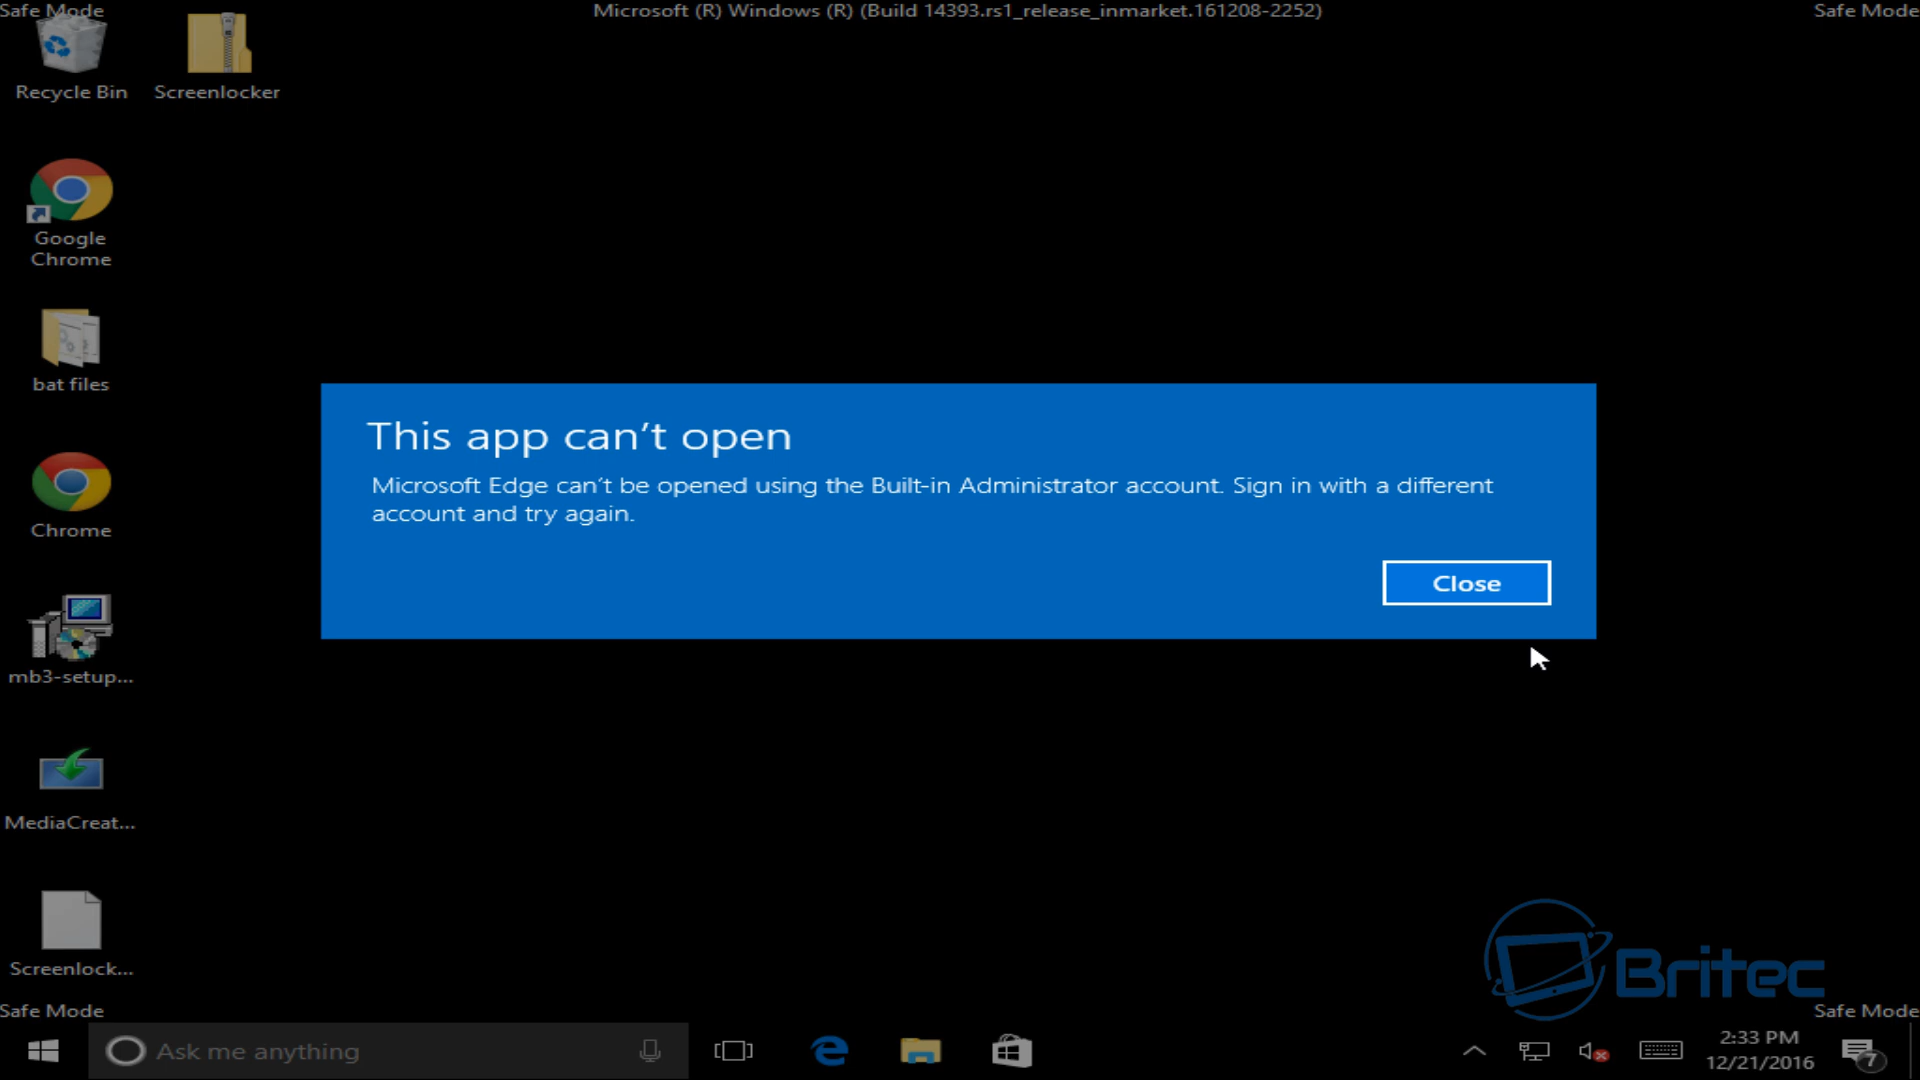 Safe Mode
Microsoft (R) Windows (R) (Build 14393.rs1_release_inmarket.161208-2252)
Safe Mode
Recycle Bin
Screenlocker
Google
Chrome
bat files
This app can't open
Microsoft Edge can't be opened using the Built-in Administrator account. Sign in with a different
account and try again.
Close
Chrome
mb3-setup...
MediaCreat...
Screenlock...
Britec
Safe Mode
Safe Mode
Ask me anything
2:33 PM
12/21/2016
7